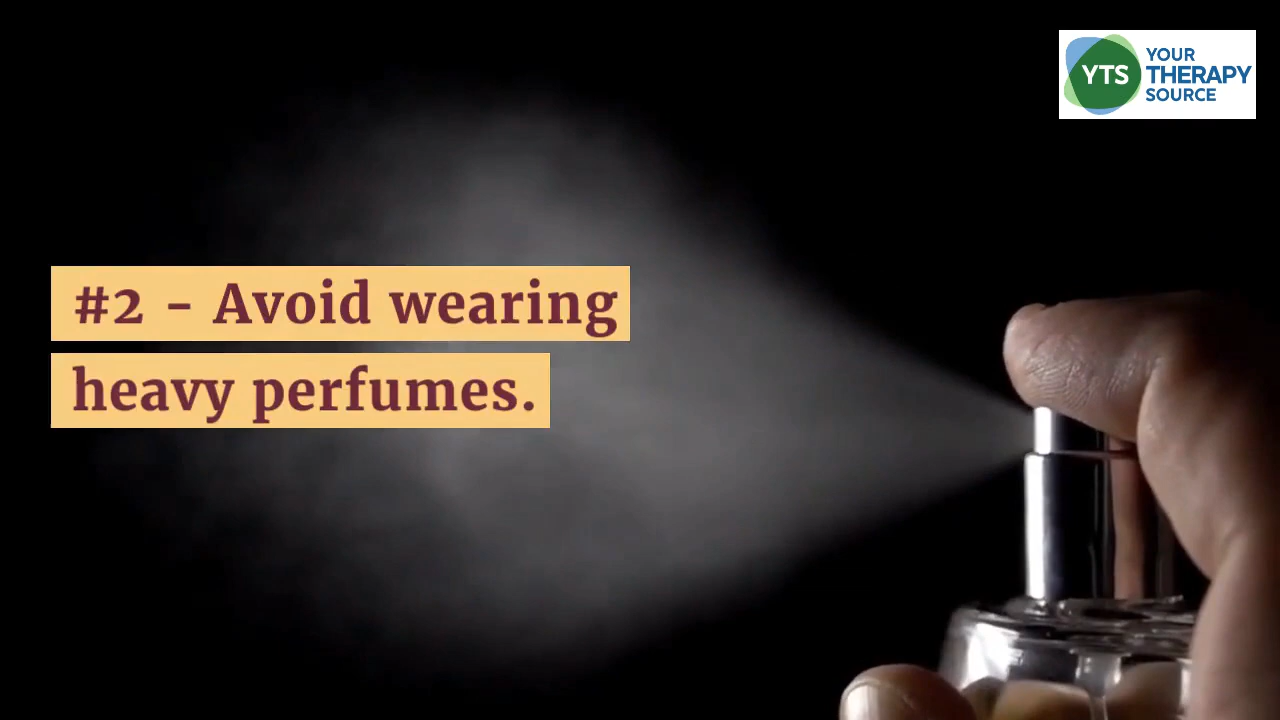 YTS
YOUR
THERAPY
SOURCE
#2 - Avoid wearing
heavy perfumes.